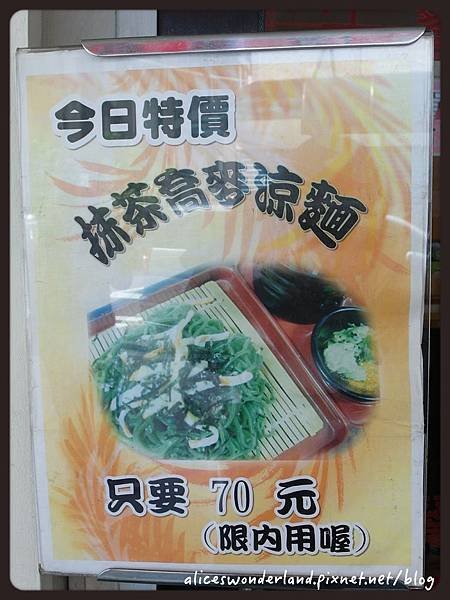 今日特價
抹茶喬麥涼麵
只要 70 元
(限內用喔)
aliceswonderland.pixnet.net/blog